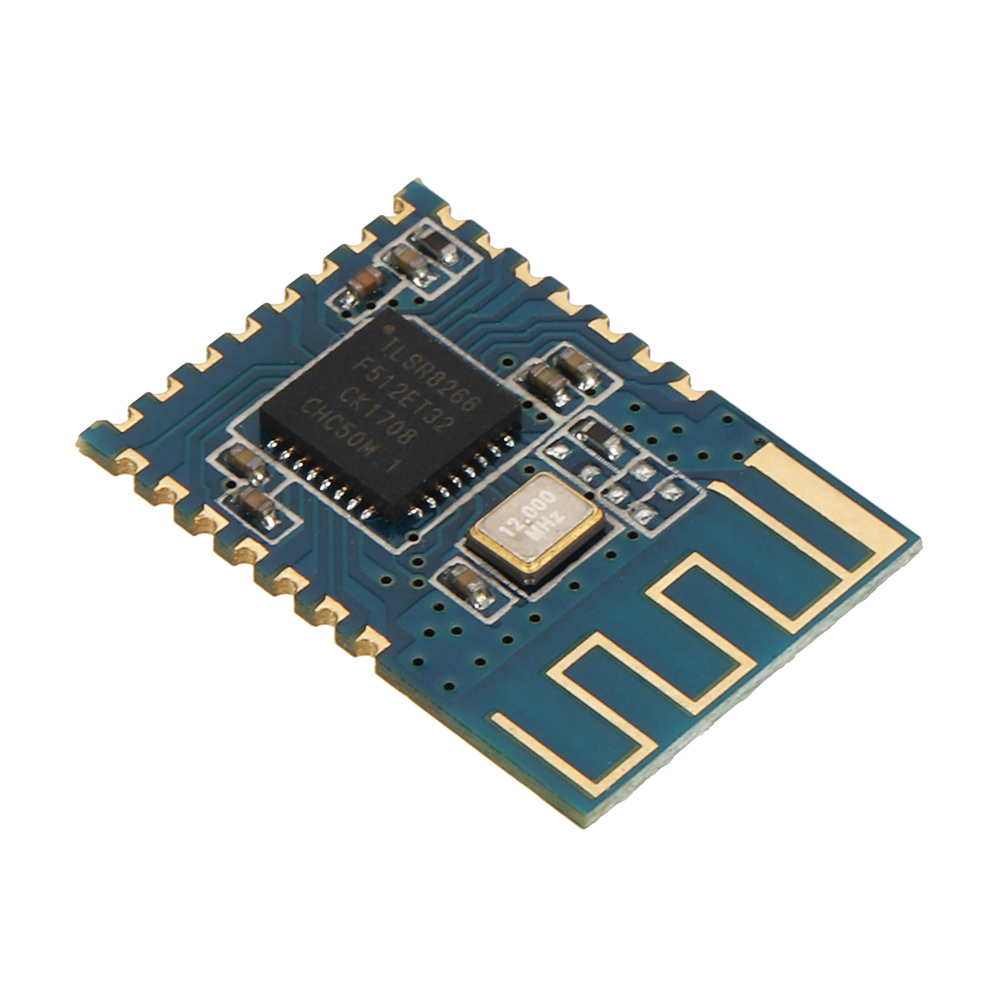 TLSR8266
F512ET32
CK1708
CHC50M.1
12.000
MHz